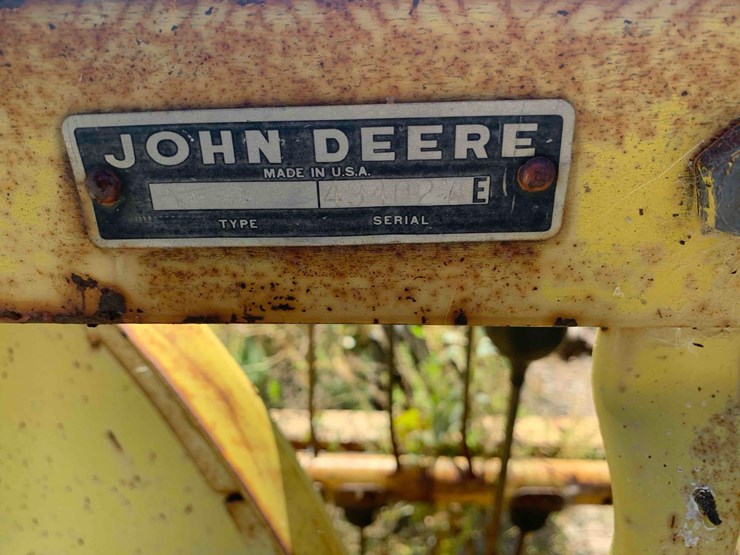 JOHN DEERE
MADE IN U.S.A.
E
TYPE SERIAL